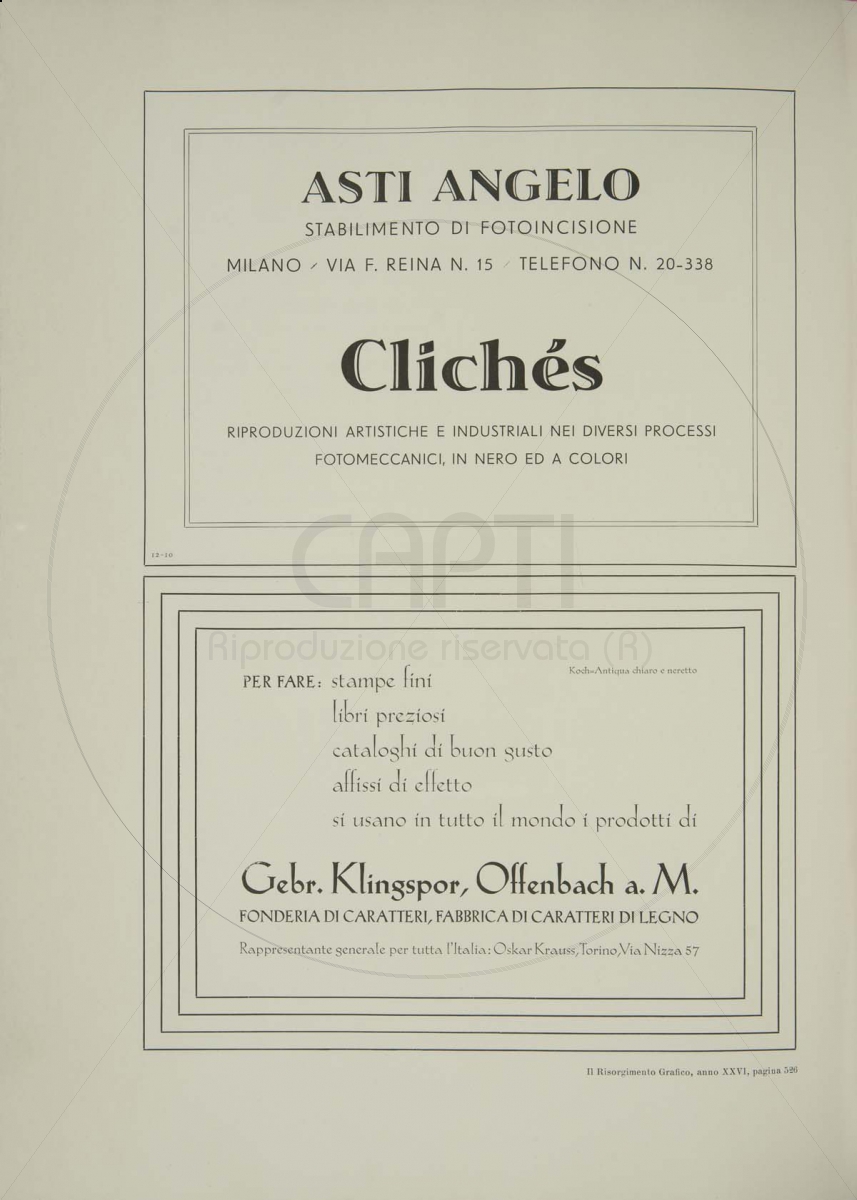 ASTI ANGELO
STABILIMENTO DI FOTOINCISIONE
MILANO / VIA F. REINA N. 15 / TELEFONO N. 20-338
Clichés
RIPRODUZIONI ARTISTICHE E INDUSTRIALI NEI DIVERSI PROCESSI
FOTOMECCANICI, IN NERO ED A COLORI
12-10
CAPTI
Riproduzione riservata (R)
Koch=Antiqua chiaro e neretto
PER FARE: stampe fini
libri preziosi
cataloghi di buon gusto
affissi di effetto
si usano in tutto il mondo i prodotti di
Gebr. Klingspor, Offenbach a. M.
FONDERIA DI CARATTERI, FABBRICA DI CARATTERI DI LEGNO
Rappresentante generale per tutta l'Italia: Oskar Krauss, Torino, Via Nizza 57
Il Risorgimento Grafico, anno XXVI, pagina 526